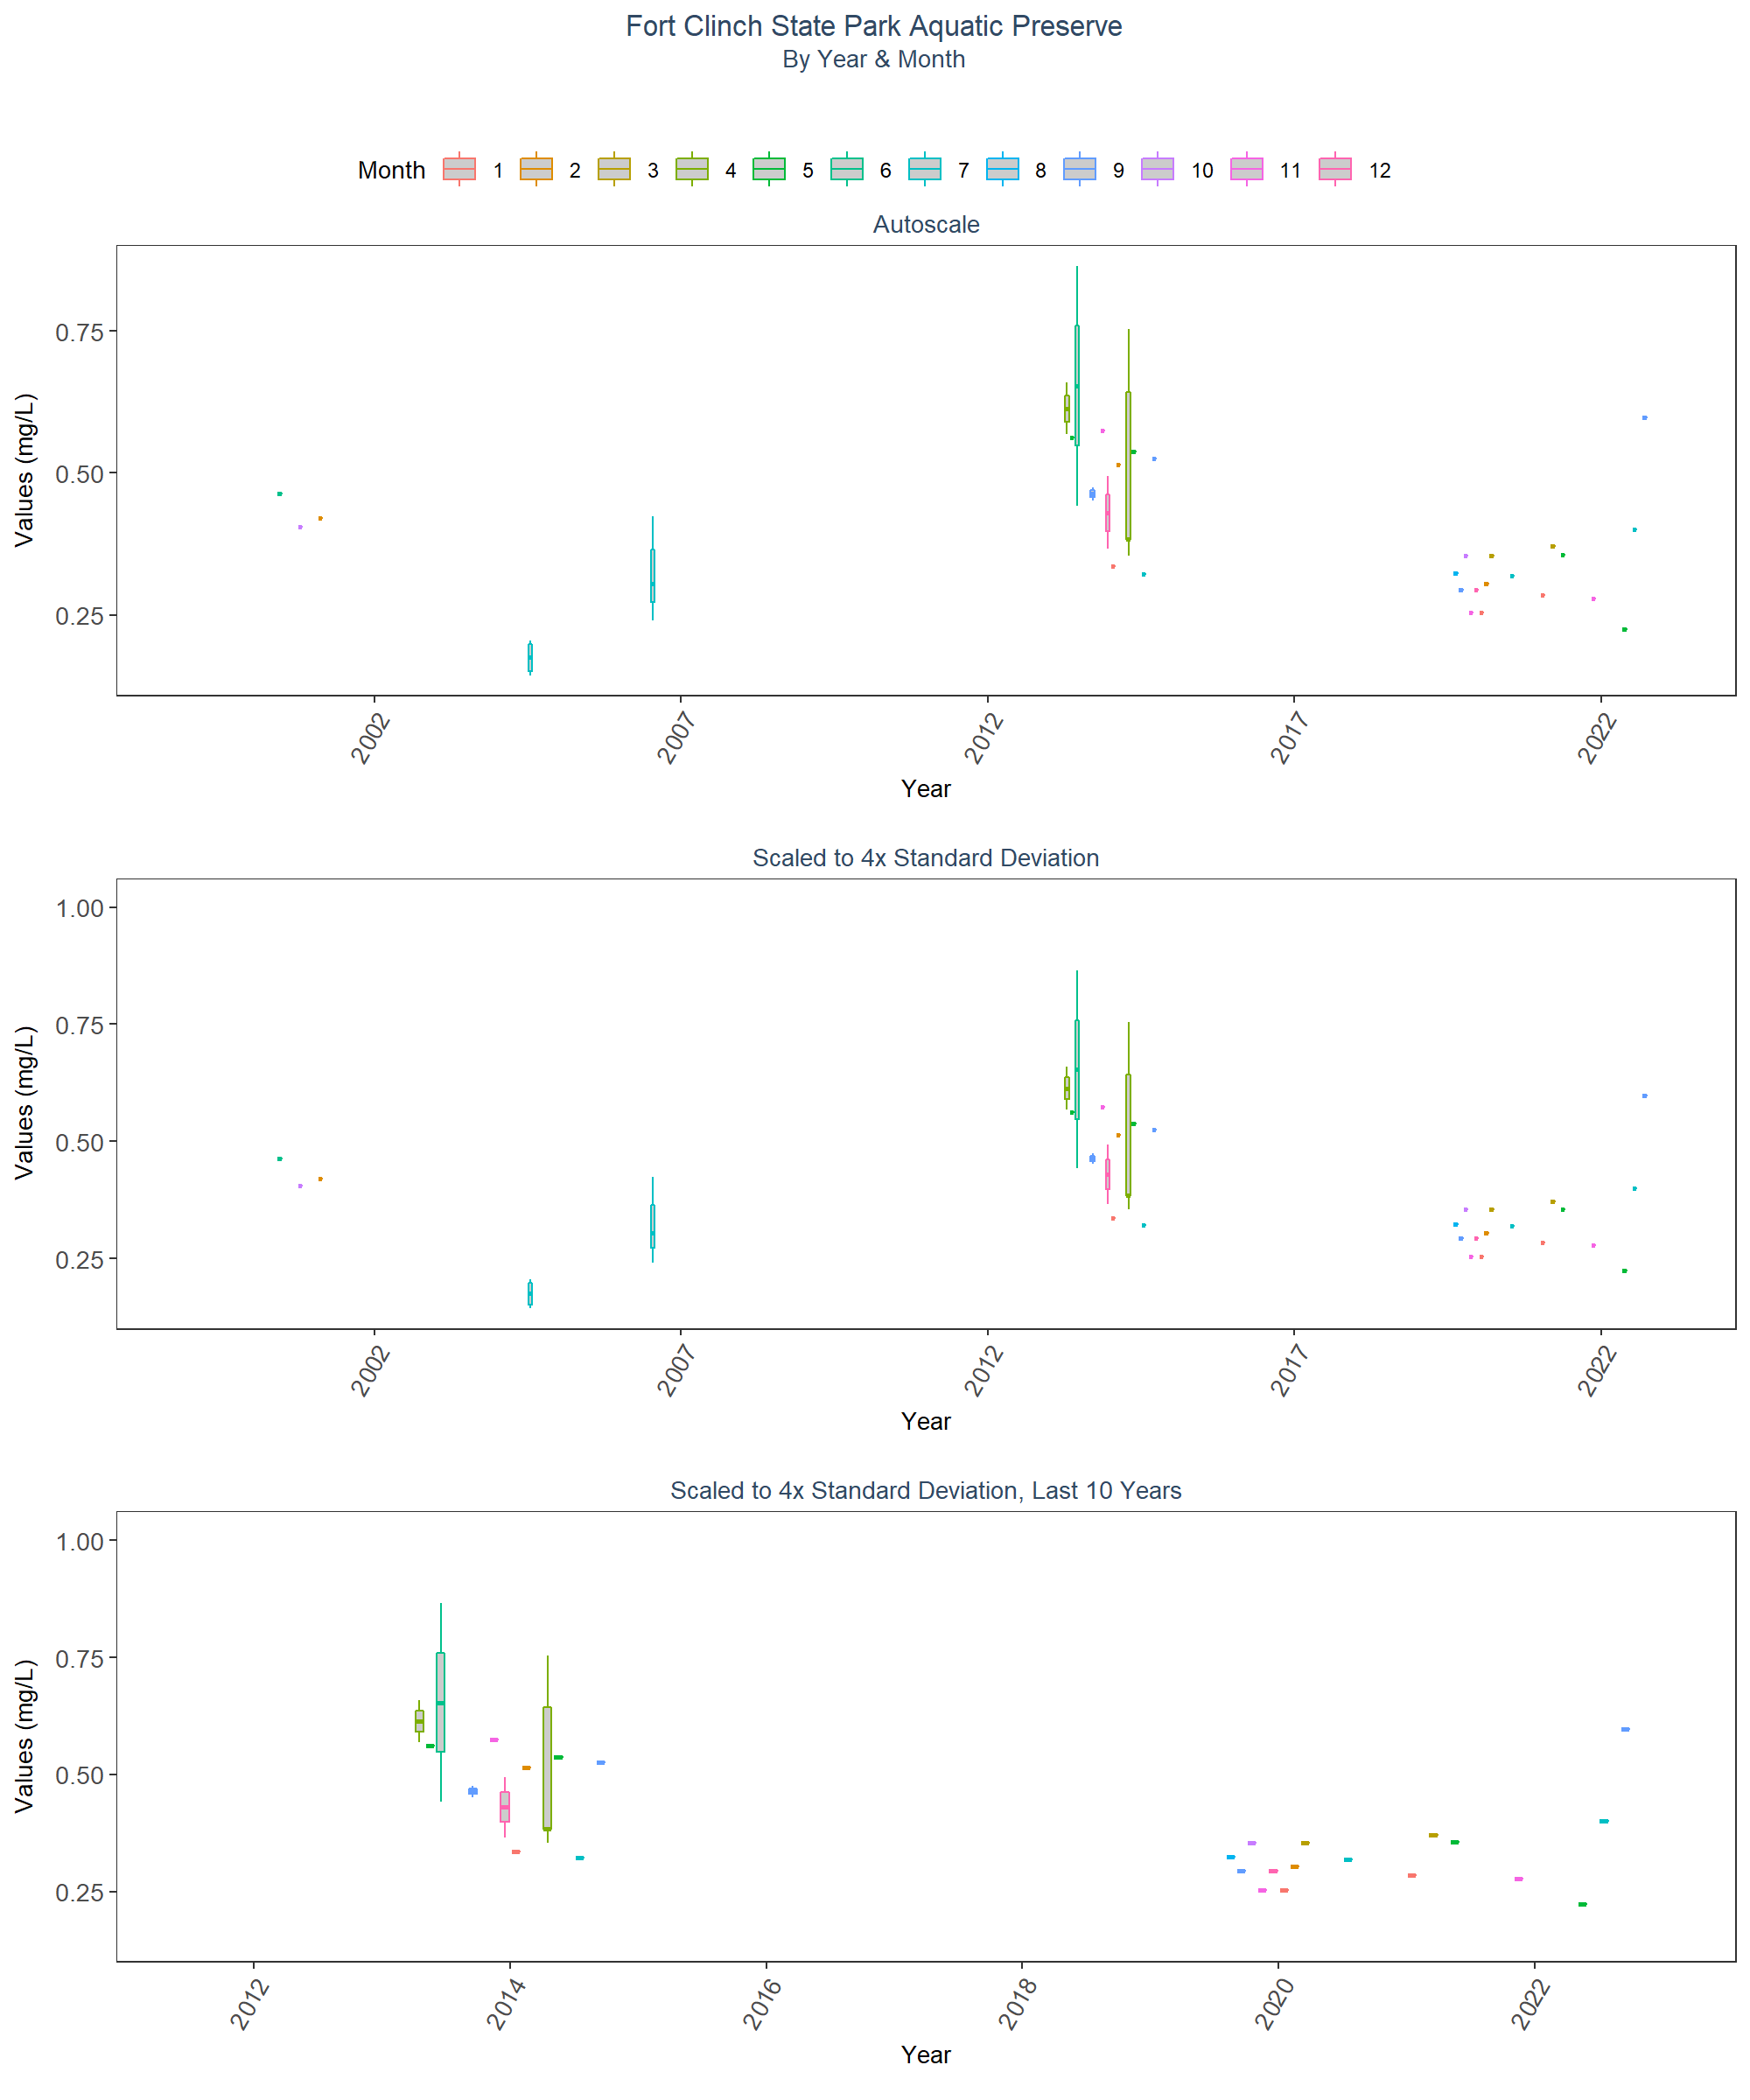 Fort Clinch State Park Aquatic Preserve
By Year & Month
Month 1 2 3 4 5 6 7 8 9 10 11 12
Autoscale
Values (mg/L)
0.75
0.50
0.25
2002 2007 2012 2017 2022
Year
Scaled to 4x Standard Deviation
Values (mg/L)
1.00
0.75
0.50
0.25
2002 2007 2012 2017 2022
Year
Scaled to 4x Standard Deviation, Last 10 Years
Values (mg/L)
1.00
0.75
0.50
0.25
2012 2014 2016 2018 2020 2022
Year